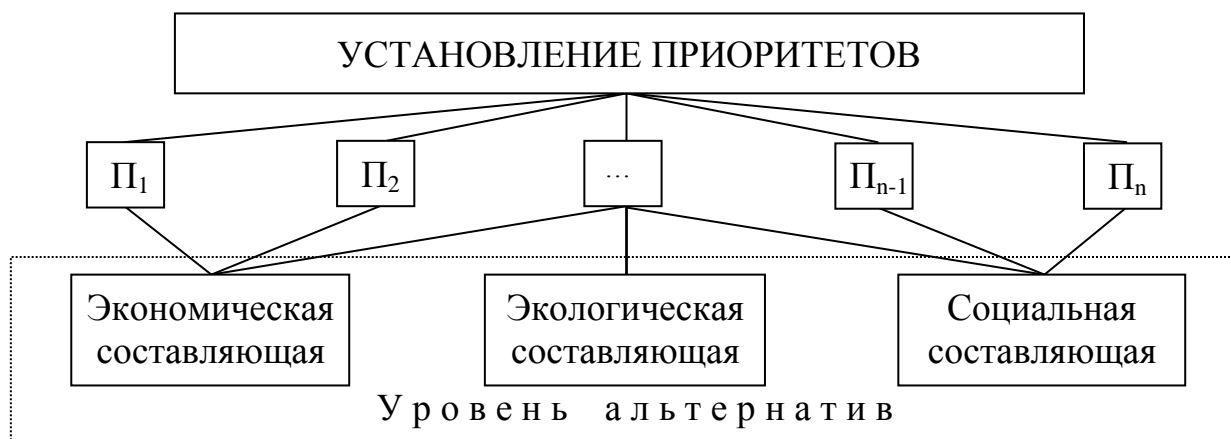 УСТАНОВЛЕНИЕ ПРИОРИТЕТОВ
П₁ П₂ ... Пₙ₋₁ Пₙ
Экономическая Экологическая Социальная
составляющая составляющая составляющая
Уровень альтернатив